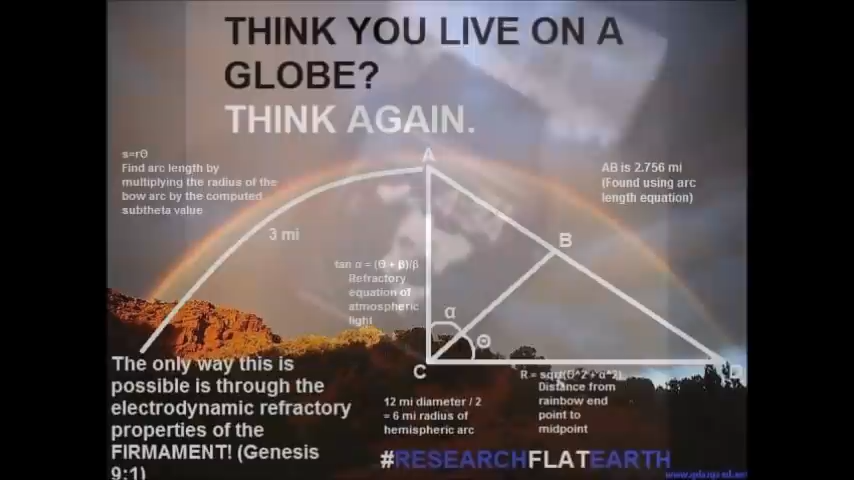 THINK YOU LIVE ON A
GLOBE?
THINK AGAIN.
s=rΘ
Find arc length by
multiplying the radius of the
bow arc by the computed
subtheta value
A
AB is 2.756 mi
(Found using arc
length equation)
3 mi
B
tan α = (Θ + β)/β
Refractory
equation of
atmospheric
light
α
Θ
C
D
The only way this is
possible is through the
electrodynamic refractory
properties of the
FIRMAMENT! (Genesis
9:1)
12 mi diameter / 2
= 6 mi radius of
hemispheric arc
R = sqrt(Θ^2 + α^2)
Distance from
rainbow end
point to
midpoint
#RESEARCHFLATEARTH